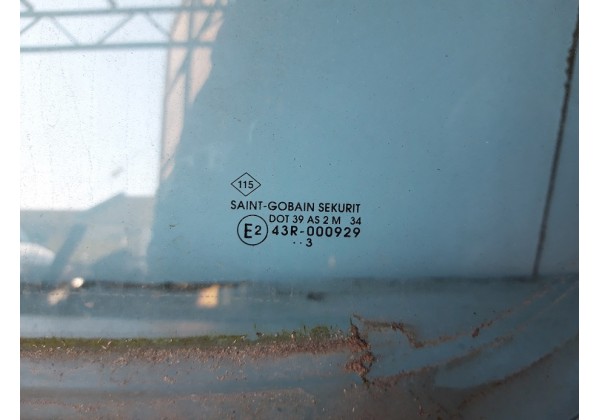 115
SAINT-GOBAIN SEKURIT
DOT 39 AS 2 M 34
E2 43R-000929
··3